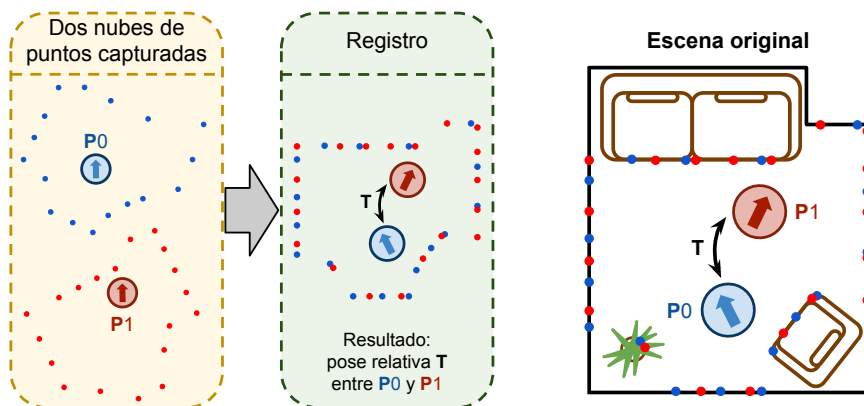 Dos nubes de
puntos capturadas
P0
P1
Registro
T
Resultado:
pose relativa T
entre P0 y P1
Escena original
P1
T
P0